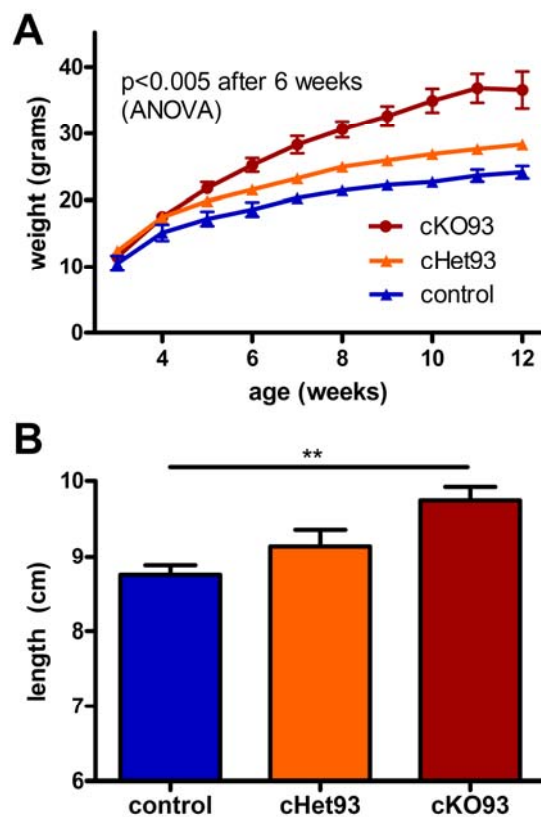 A
p<0.005 after 6 weeks
(ANOVA)
weight (grams)
40
30
20
10
0
cKO93
cHet93
control
4 6 8 10 12
age (weeks)
B
**
length (cm)
10
9
8
7
6
control cHet93 cKO93